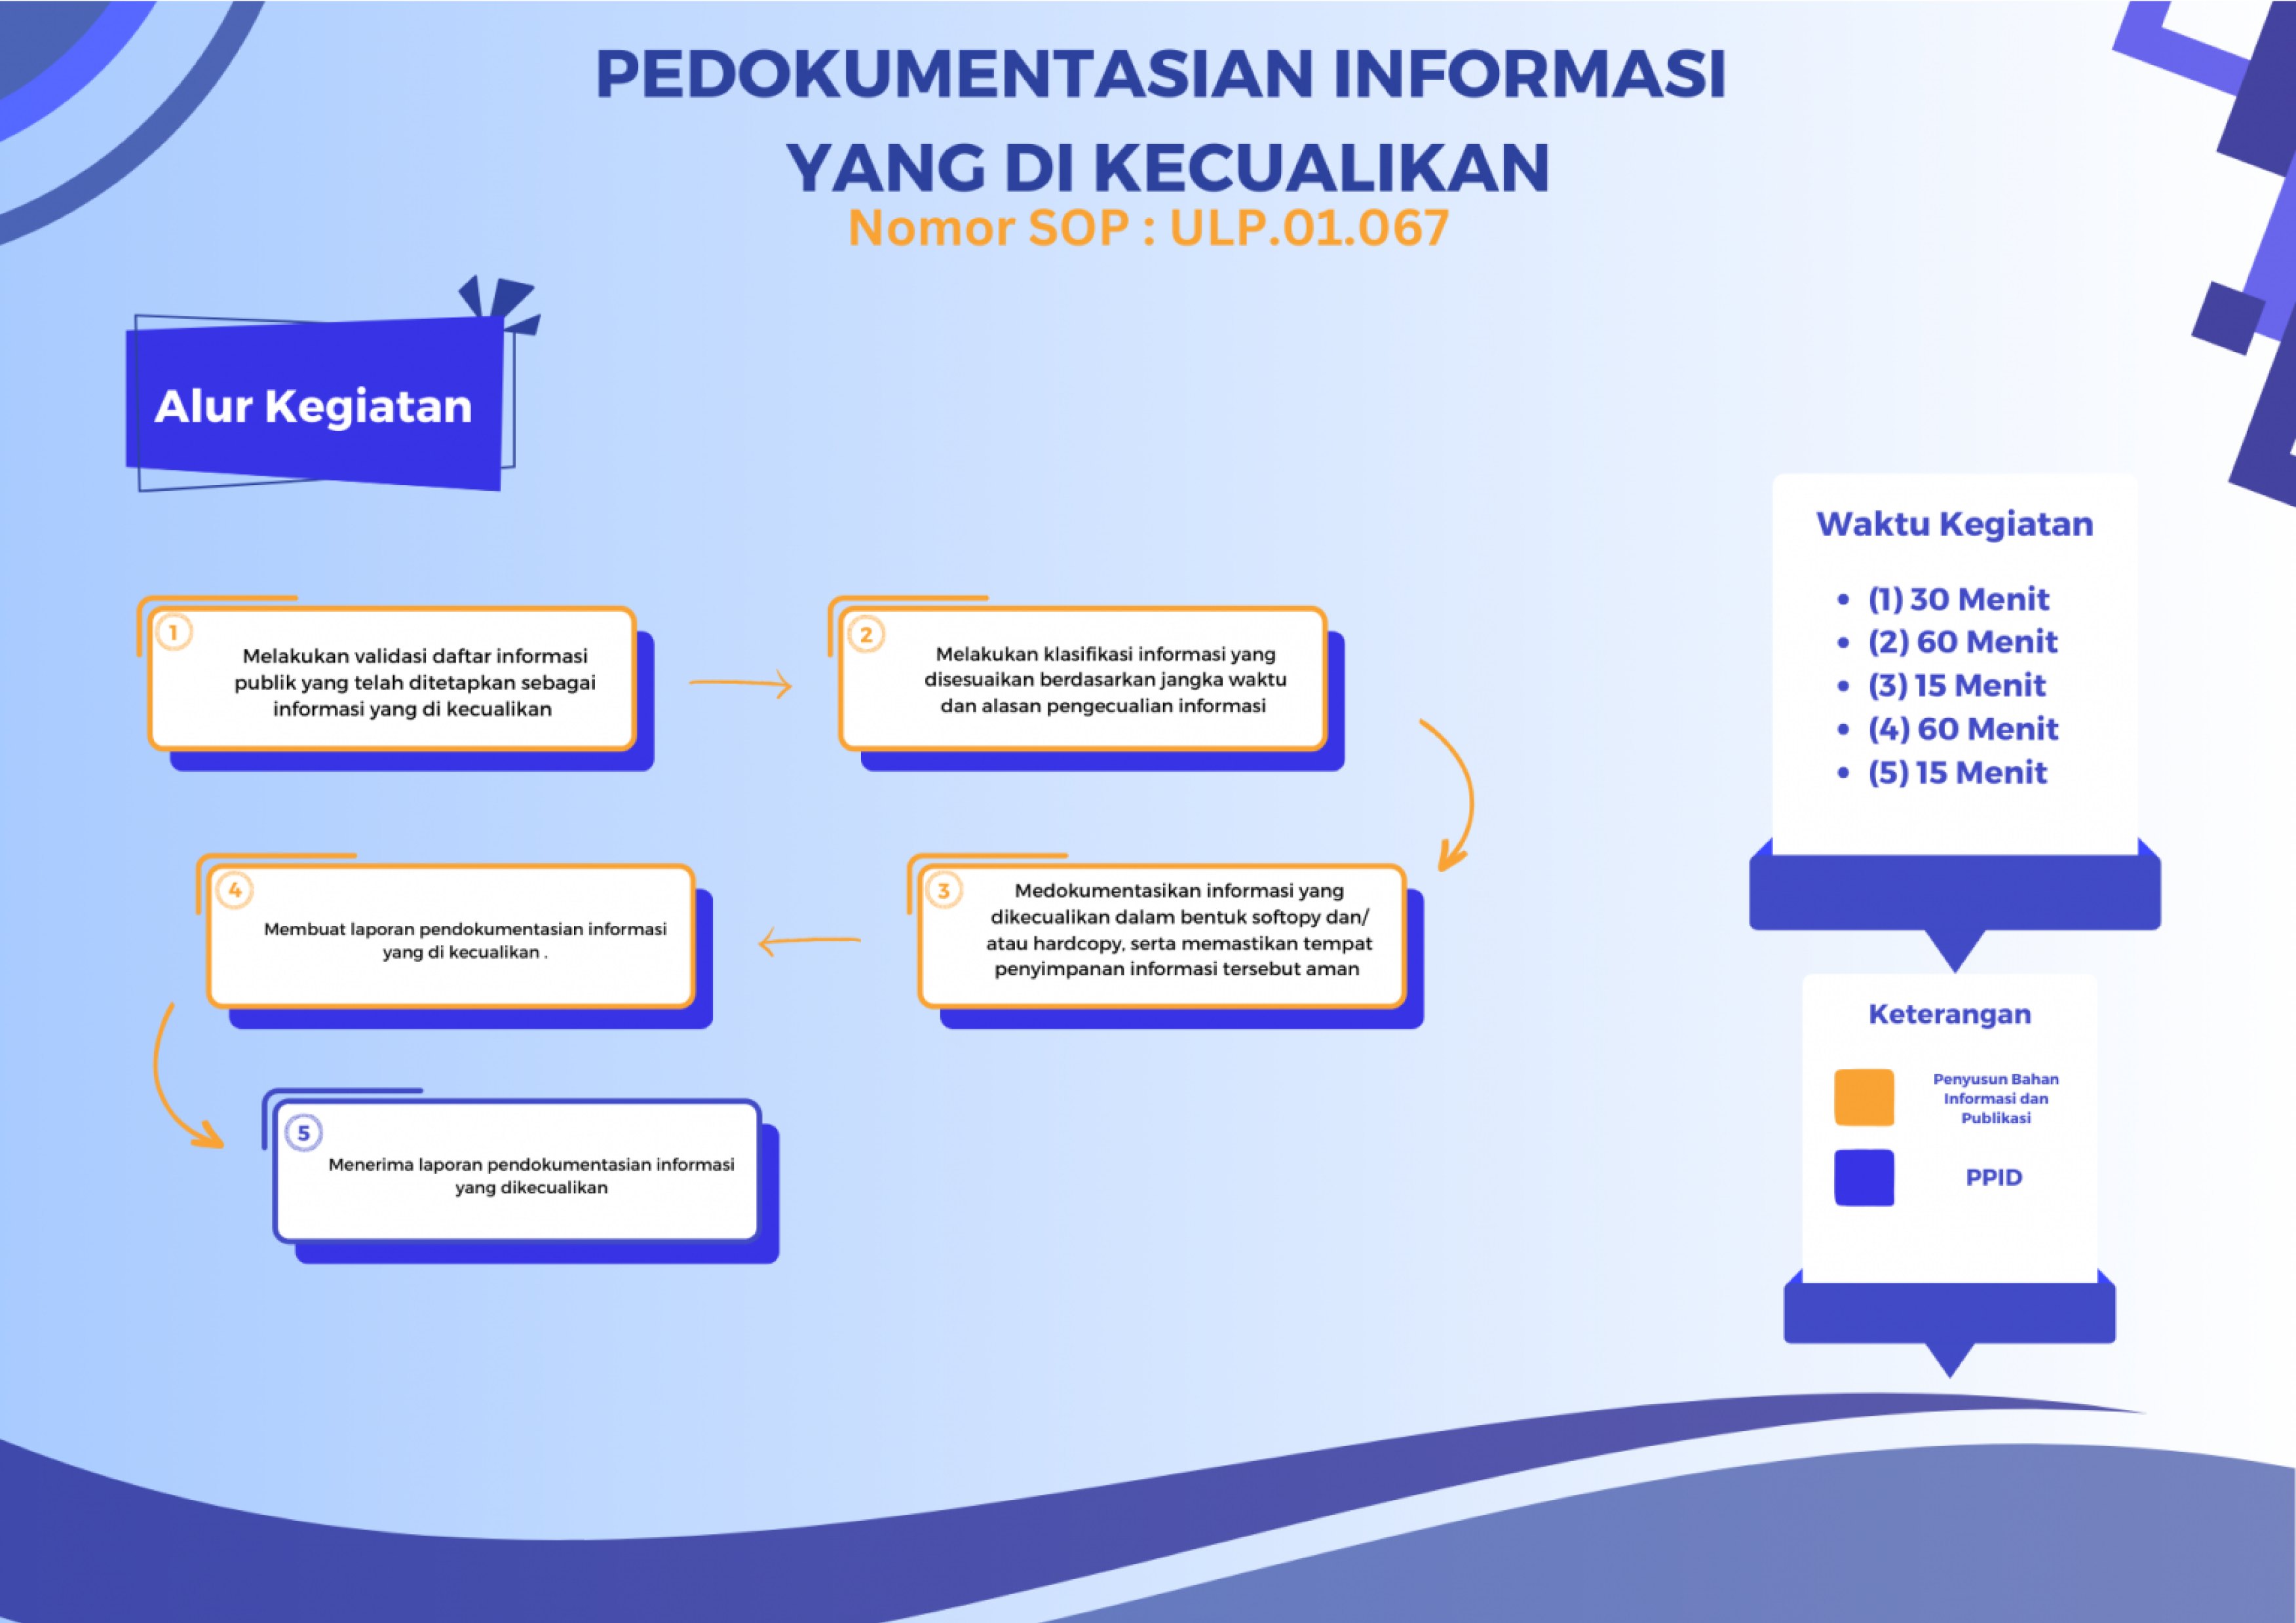 PEDOKUMENTASIAN INFORMASI
YANG DI KECUALIKAN
Nomor SOP : ULP.01.067
Alur Kegiatan
1
Melakukan validasi daftar informasi
publik yang telah ditetapkan sebagai
informasi yang di kecualikan
2
Melakukan klasifikasi informasi yang
disesuaikan berdasarkan jangka waktu
dan alasan pengecualian informasi
3
Medokumentasikan informasi yang
dikecualikan dalam bentuk softopy dan/
atau hardcopy, serta memastikan tempat
penyimpanan informasi tersebut aman
4
Membuat laporan pendokumentasian informasi
yang di kecualikan .
5
Menerima laporan pendokumentasian informasi
yang dikecualikan
Waktu Kegiatan
• (1) 30 Menit
• (2) 60 Menit
• (3) 15 Menit
• (4) 60 Menit
• (5) 15 Menit
Keterangan
Penyusun Bahan
Informasi dan
Publikasi
PPID